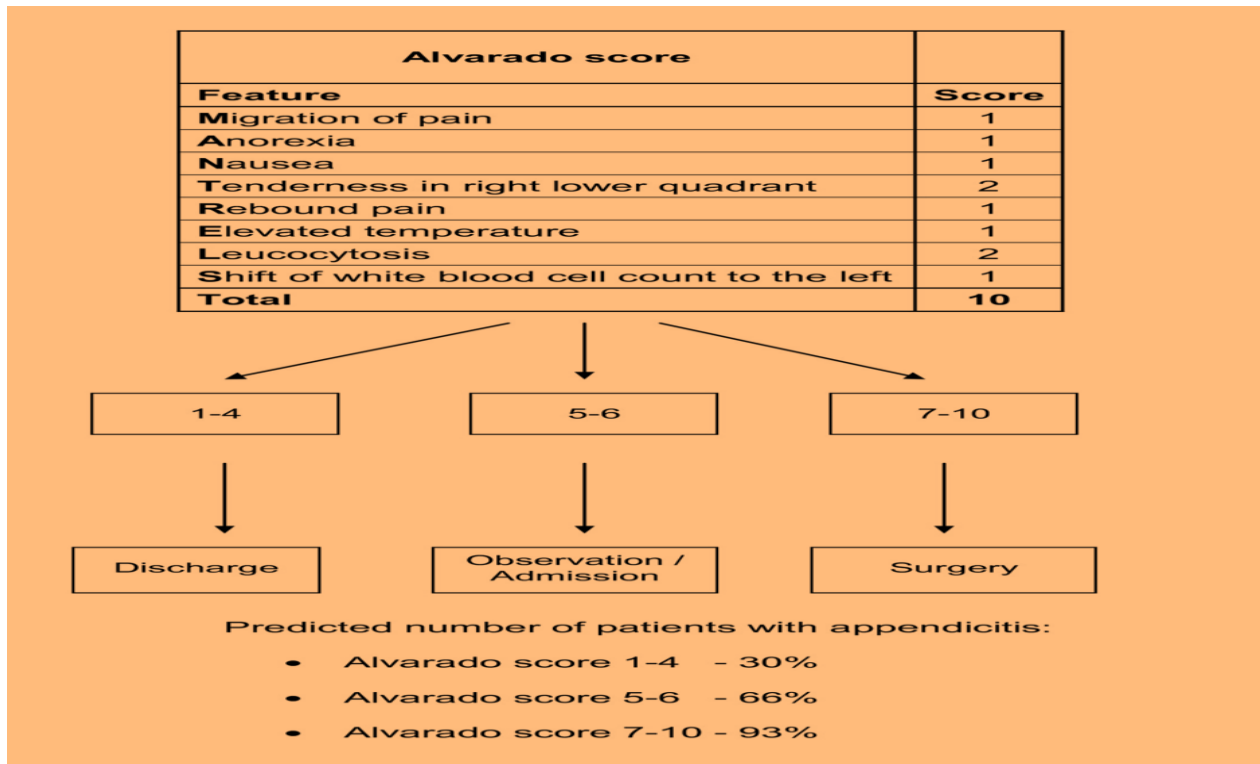 Alvarado score
Feature Score
Migration of pain 1
Anorexia 1
Nausea 1
Tenderness in right lower quadrant 2
Rebound pain 1
Elevated temperature 1
Leucocytosis 2
Shift of white blood cell count to the left 1
Total 10
1-4 5-6 7-10
Discharge
Observation /
Admission
Surgery
Predicted number of patients with appendicitis:
• Alvarado score 1-4 - 30%
• Alvarado score 5-6 - 66%
• Alvarado score 7-10 - 93%